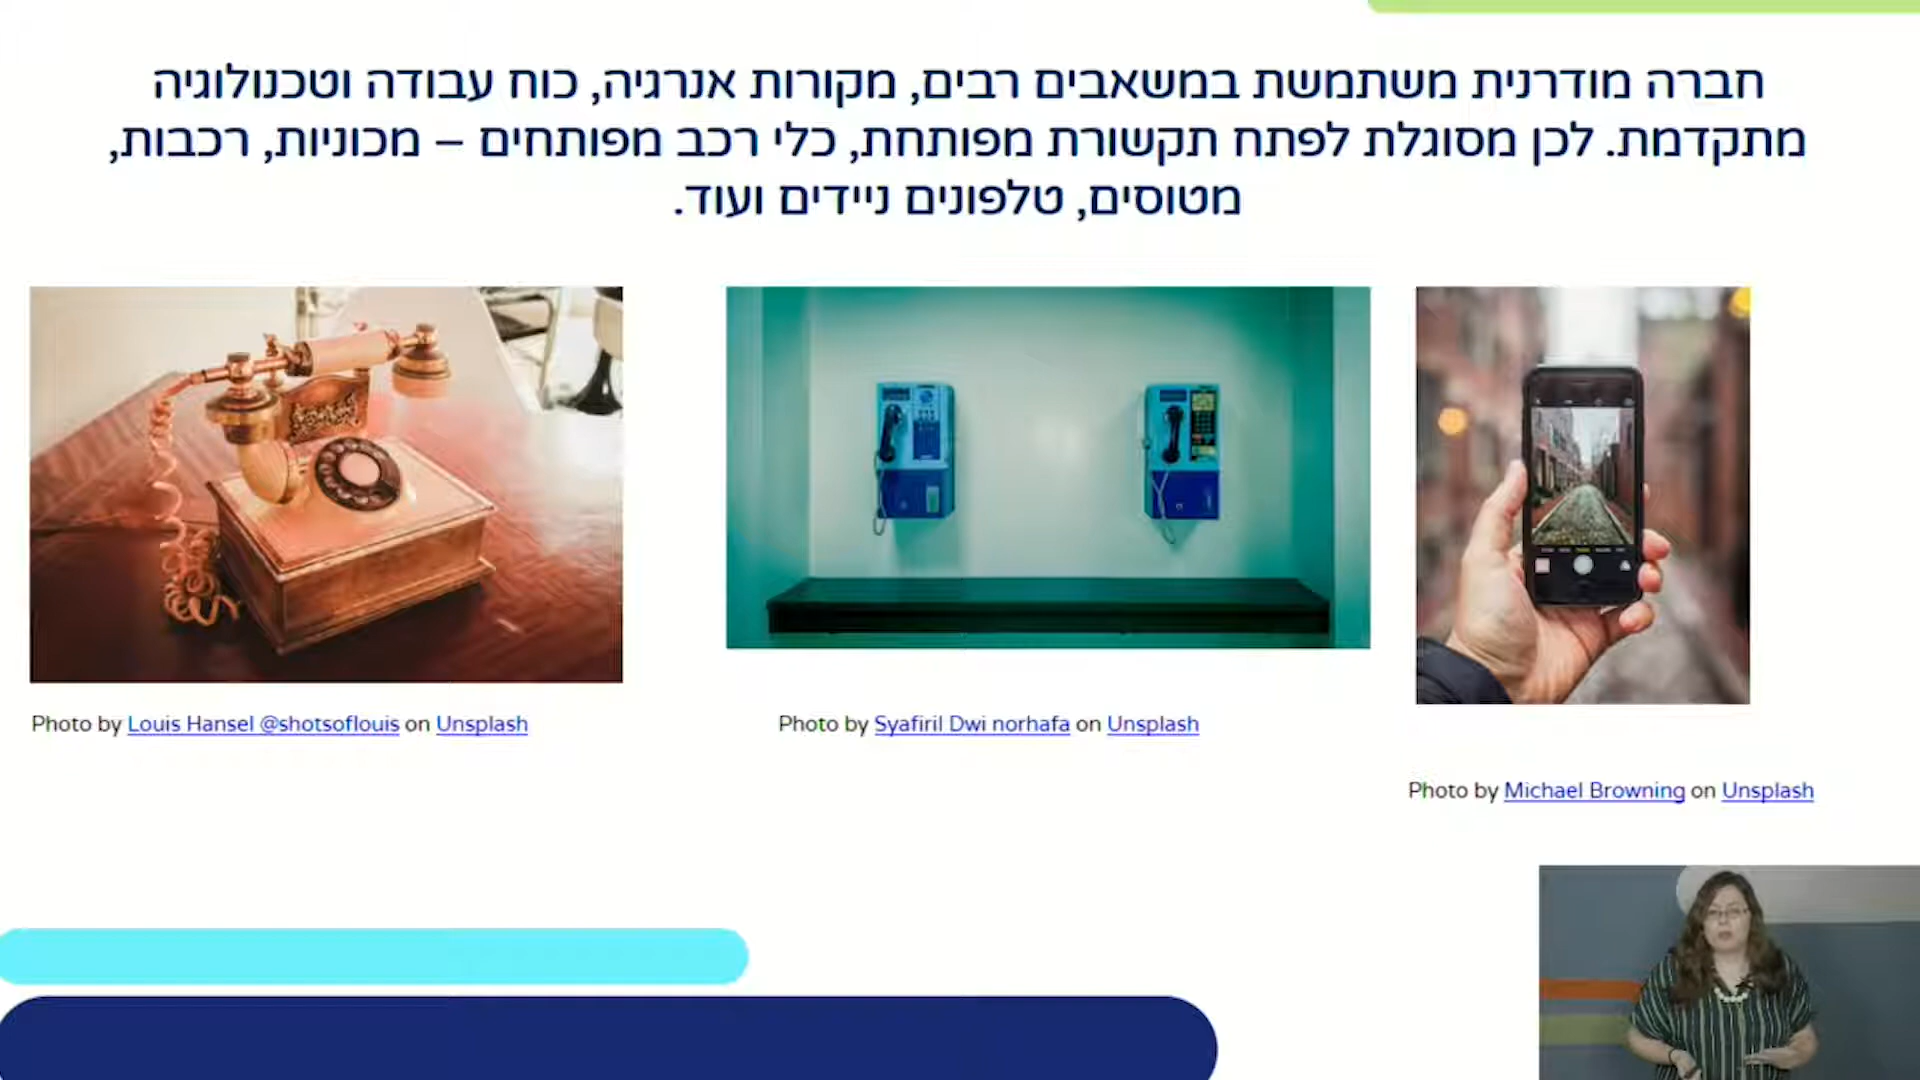 חברה מודרנית משתמשת במשאבים רבים, מקורות אנרגיה, כוח עבודה וטכנולוגיה
מתקדמת. לכן מסוגלת לפתח תקשורת מפותחת, כלי רכב מפותחים – מכוניות, רכבות,
מטוסים, טלפונים ניידים ועוד.
Photo by Louis Hansel @shotsoflouis on Unsplash
Photo by Syafiril Dwi norhafa on Unsplash
Photo by Michael Browning on Unsplash